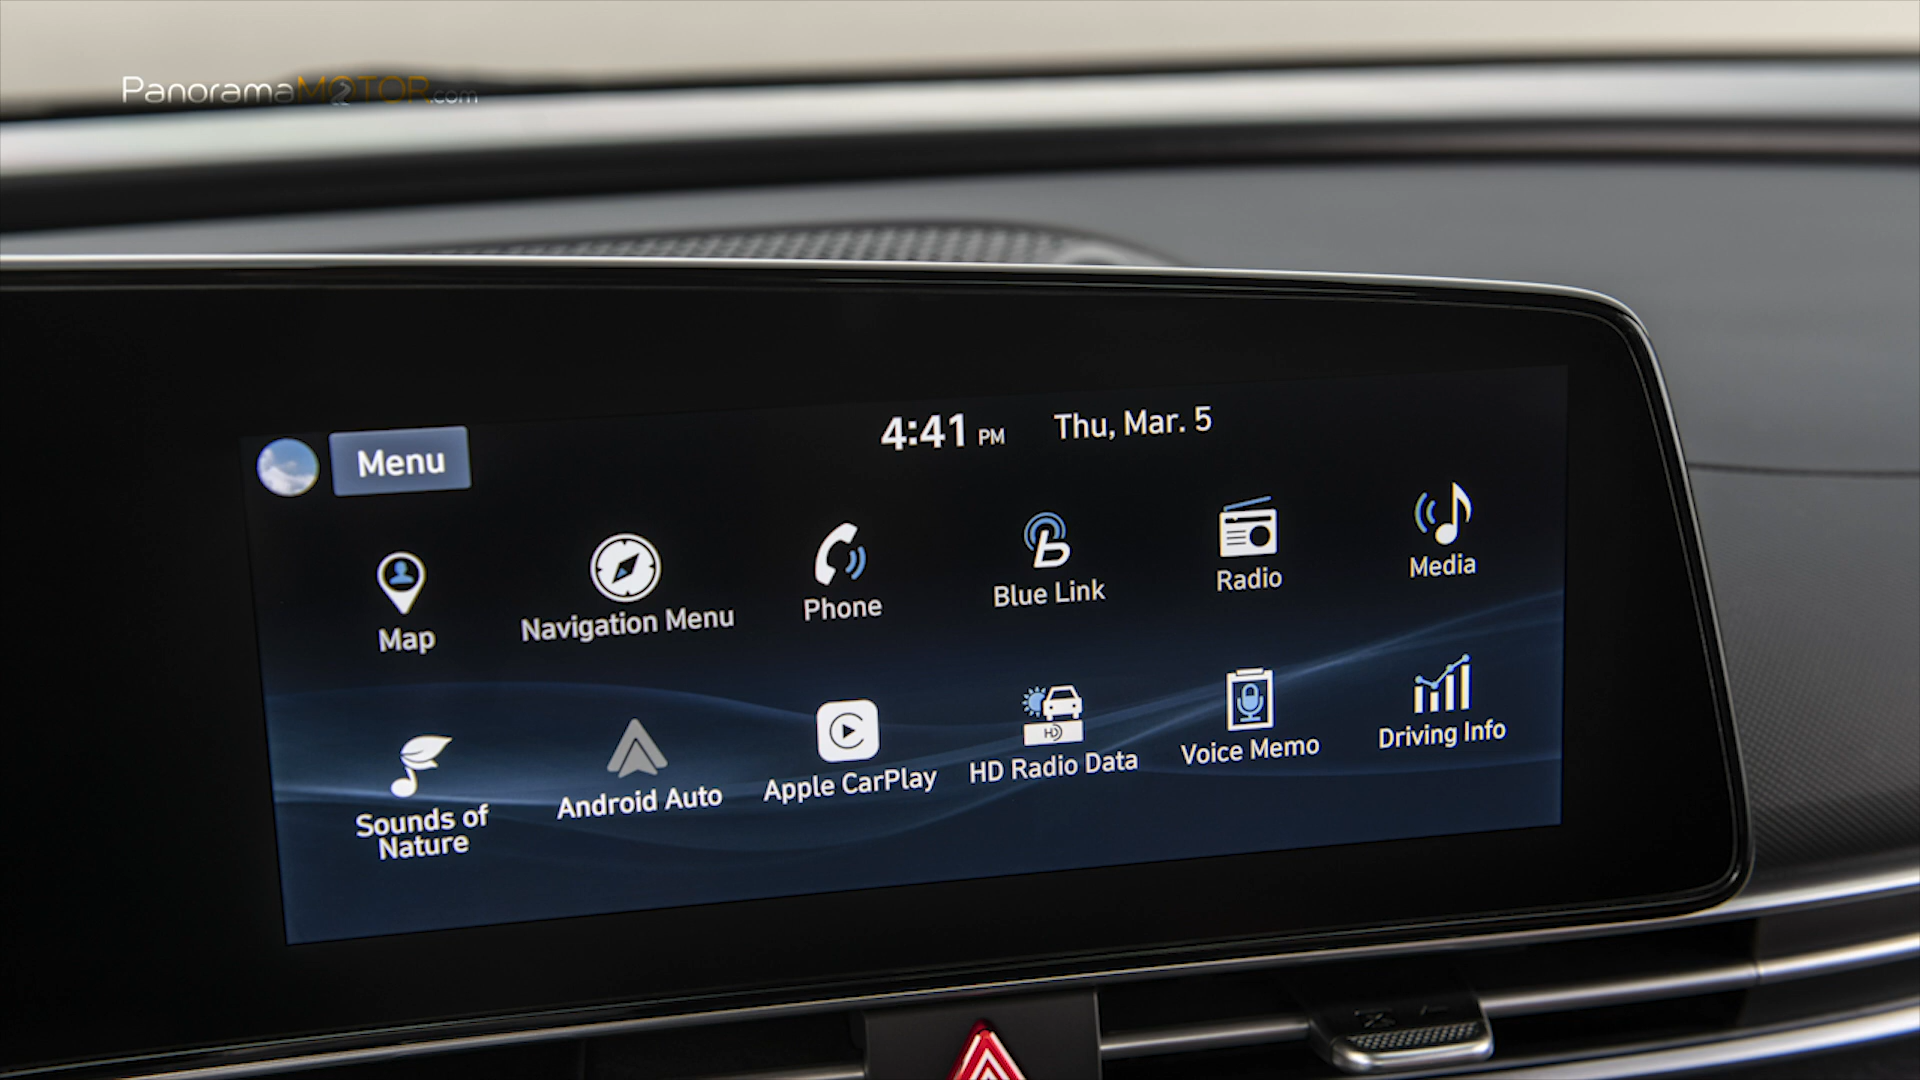 PanoramaMOTOR.com
4:41 PM Thu, Mar. 5
Menu
Map
Navigation Menu
Phone
Blue Link
Radio
Media
Sounds of
Nature
Android Auto
Apple CarPlay
HD
HD Radio Data
Voice Memo
Driving Info